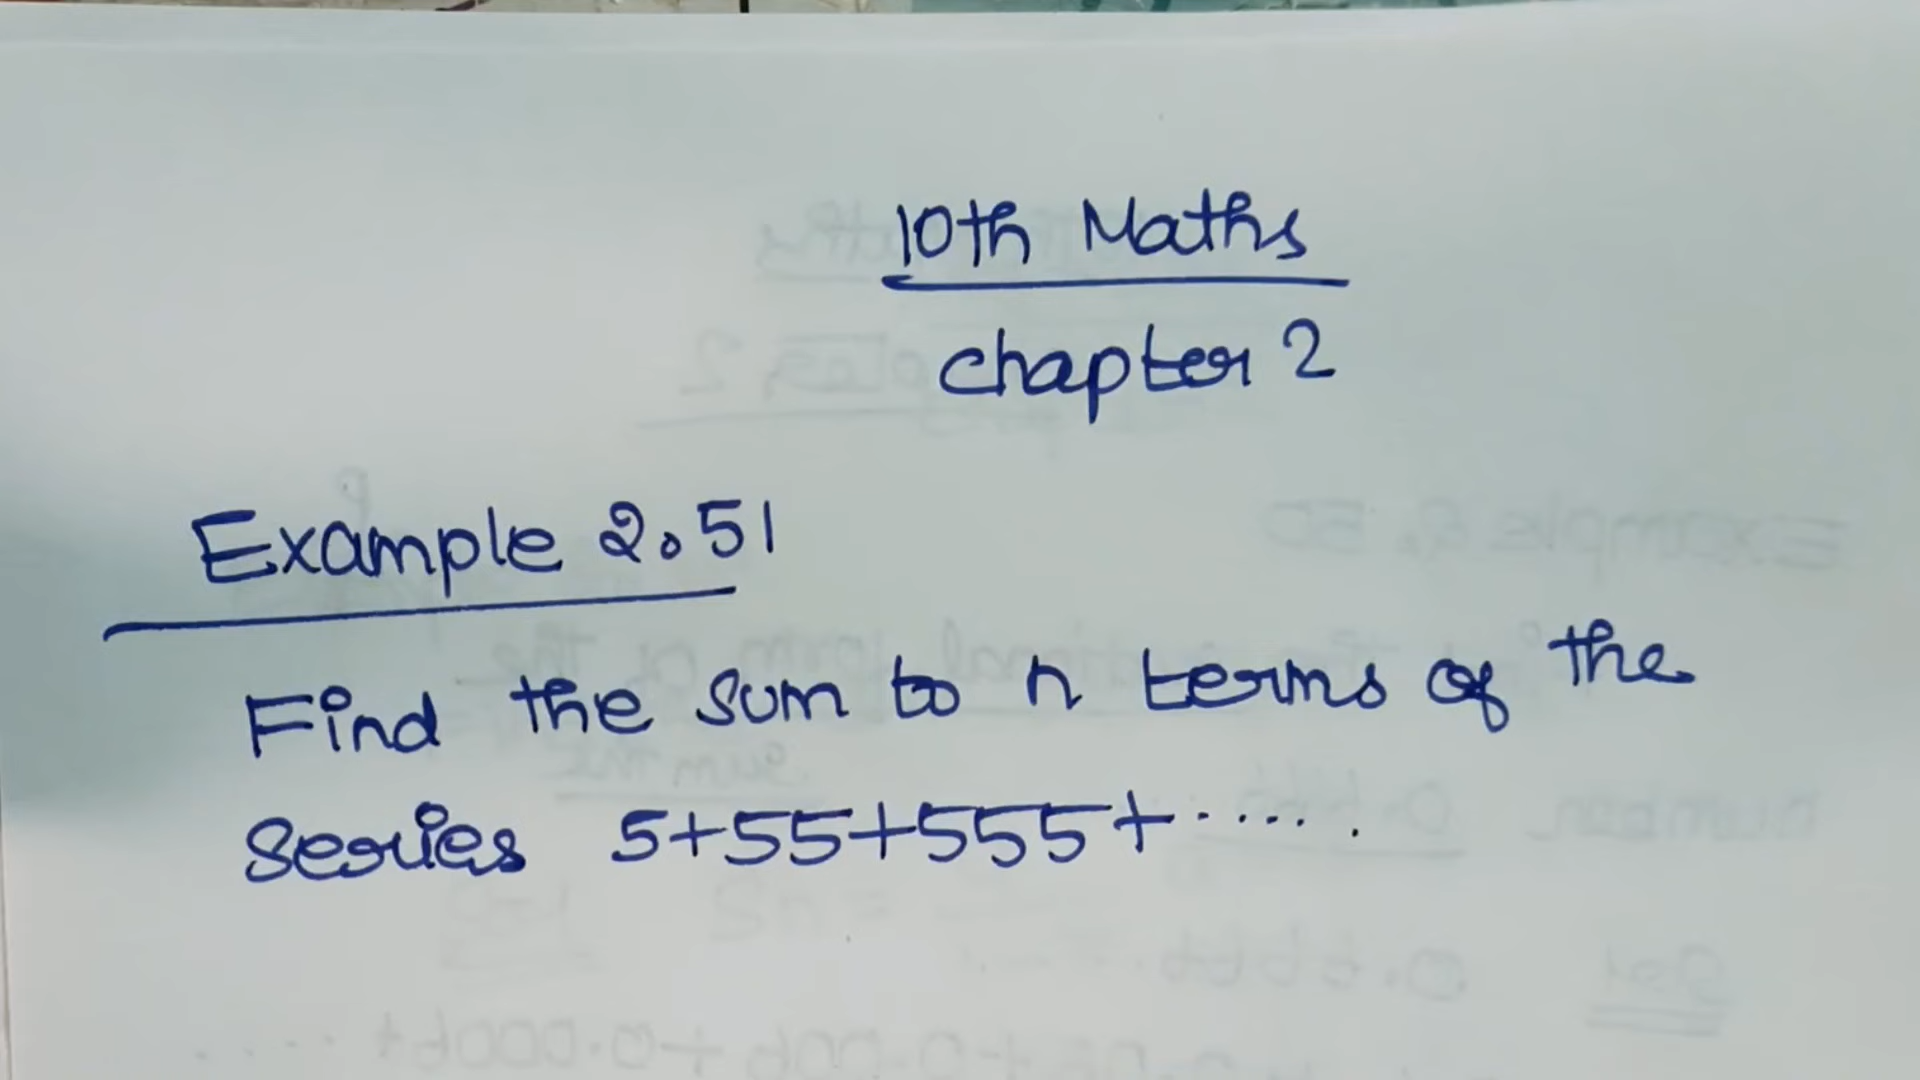 10th Maths
chapter 2
Example 2.51
Find the sum to n terms of the
series 5+55+555+......